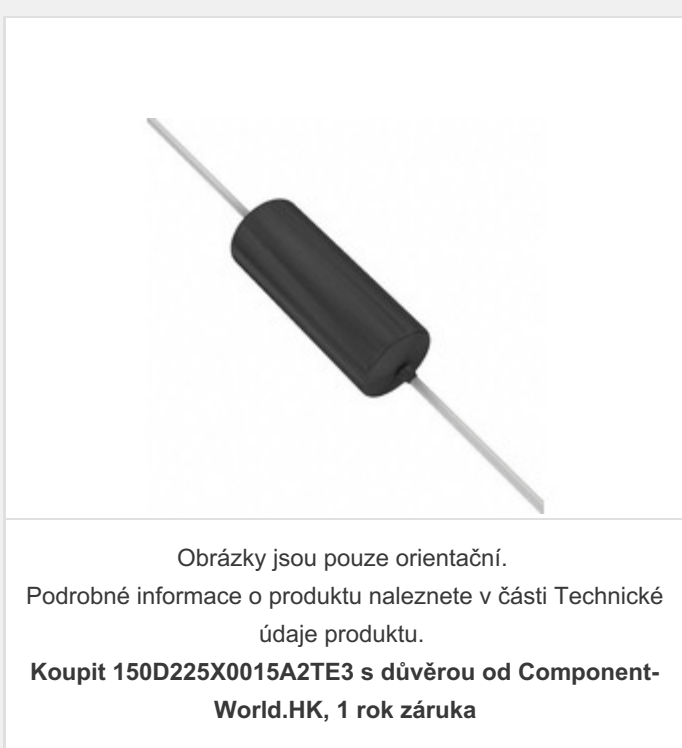 Obrázky jsou pouze orientační.
Podrobné informace o produktu naleznete v části Technické
údaje produktu.
Koupit 150D225X0015A2TE3 s důvěrou od Component-
World.HK, 1 rok záruka